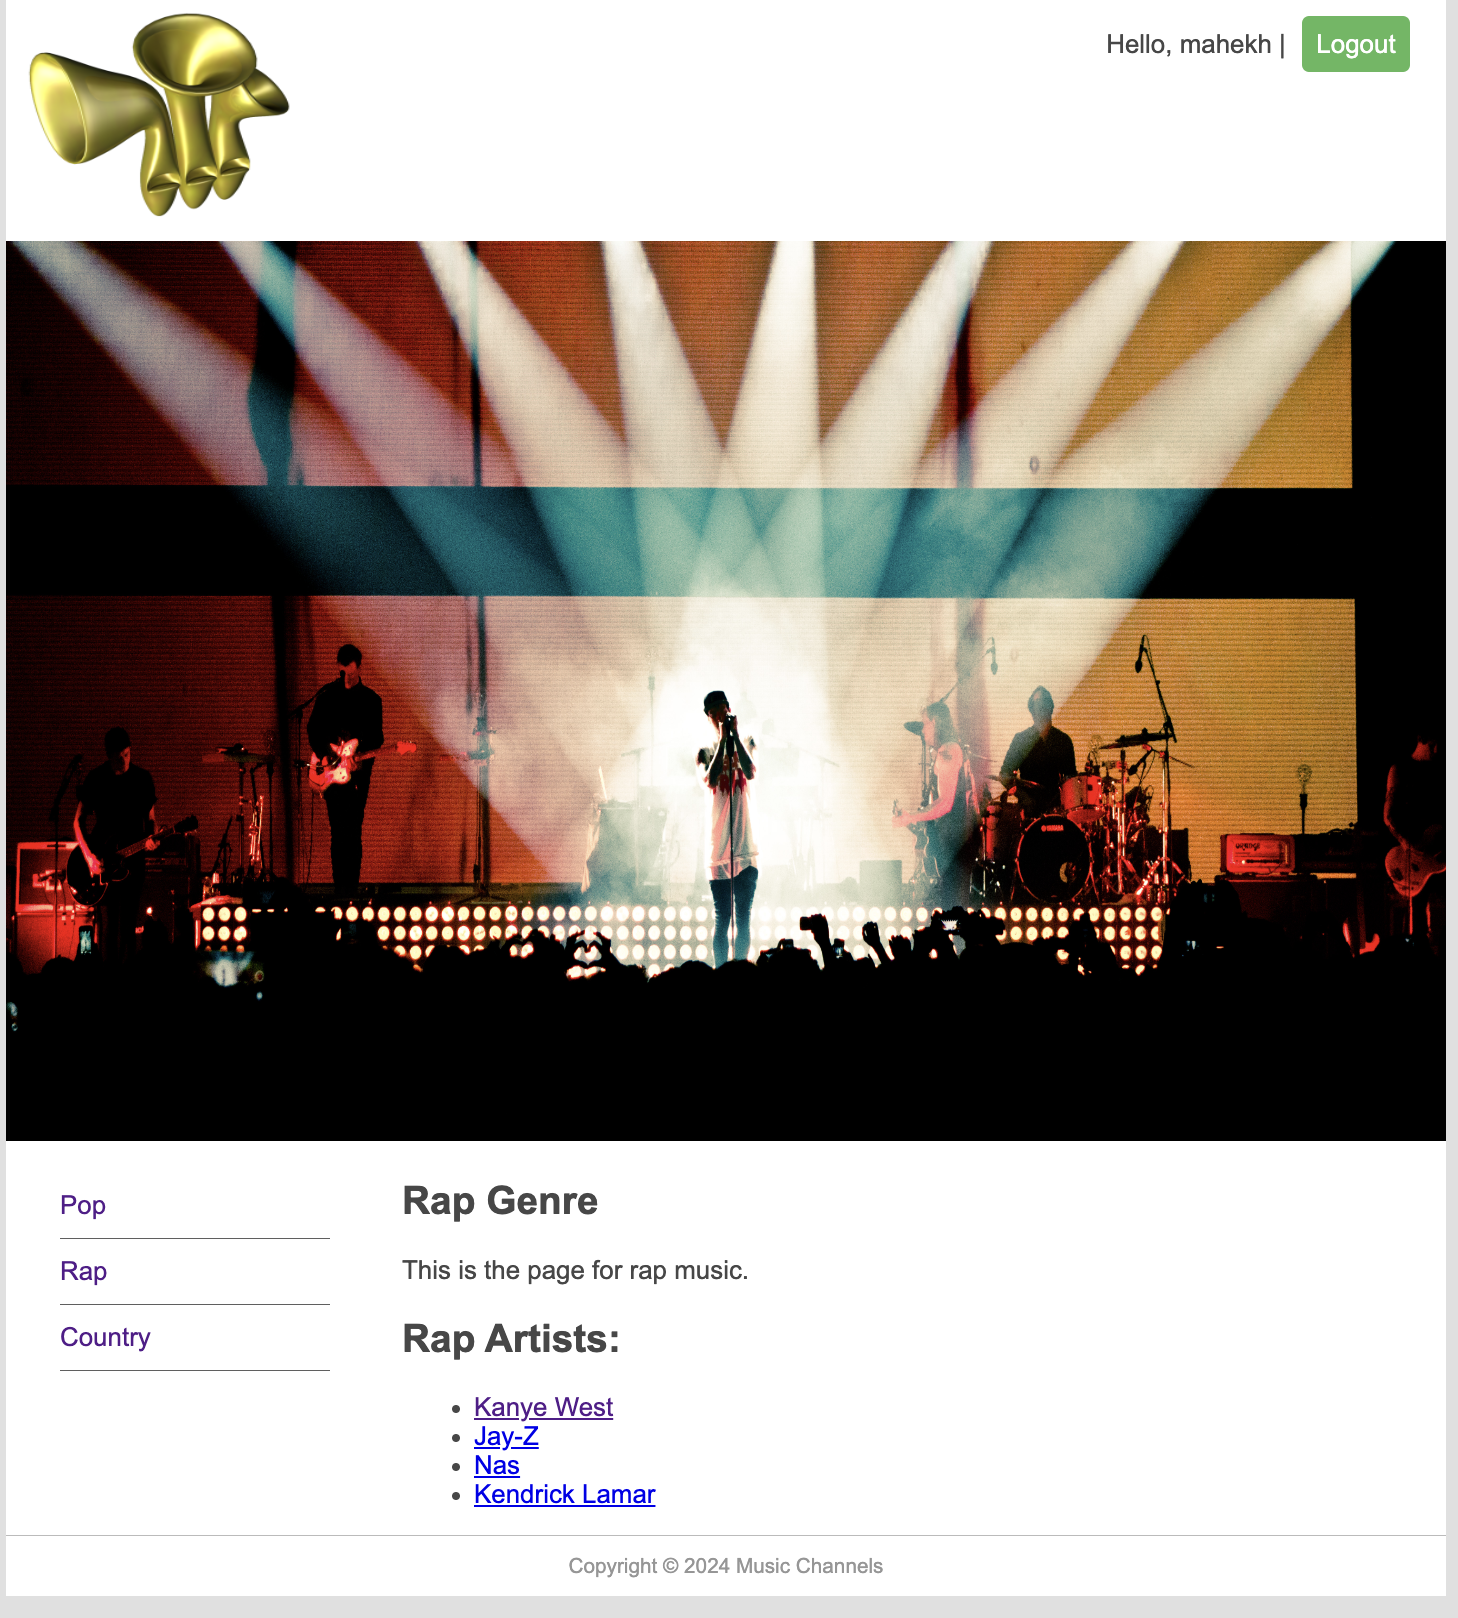 Hello, mahekh | Logout
Pop
Rap
Country
Rap Genre
This is the page for rap music.
Rap Artists:
Kanye West
Jay-Z
Nas
Kendrick Lamar
Copyright © 2024 Music Channels